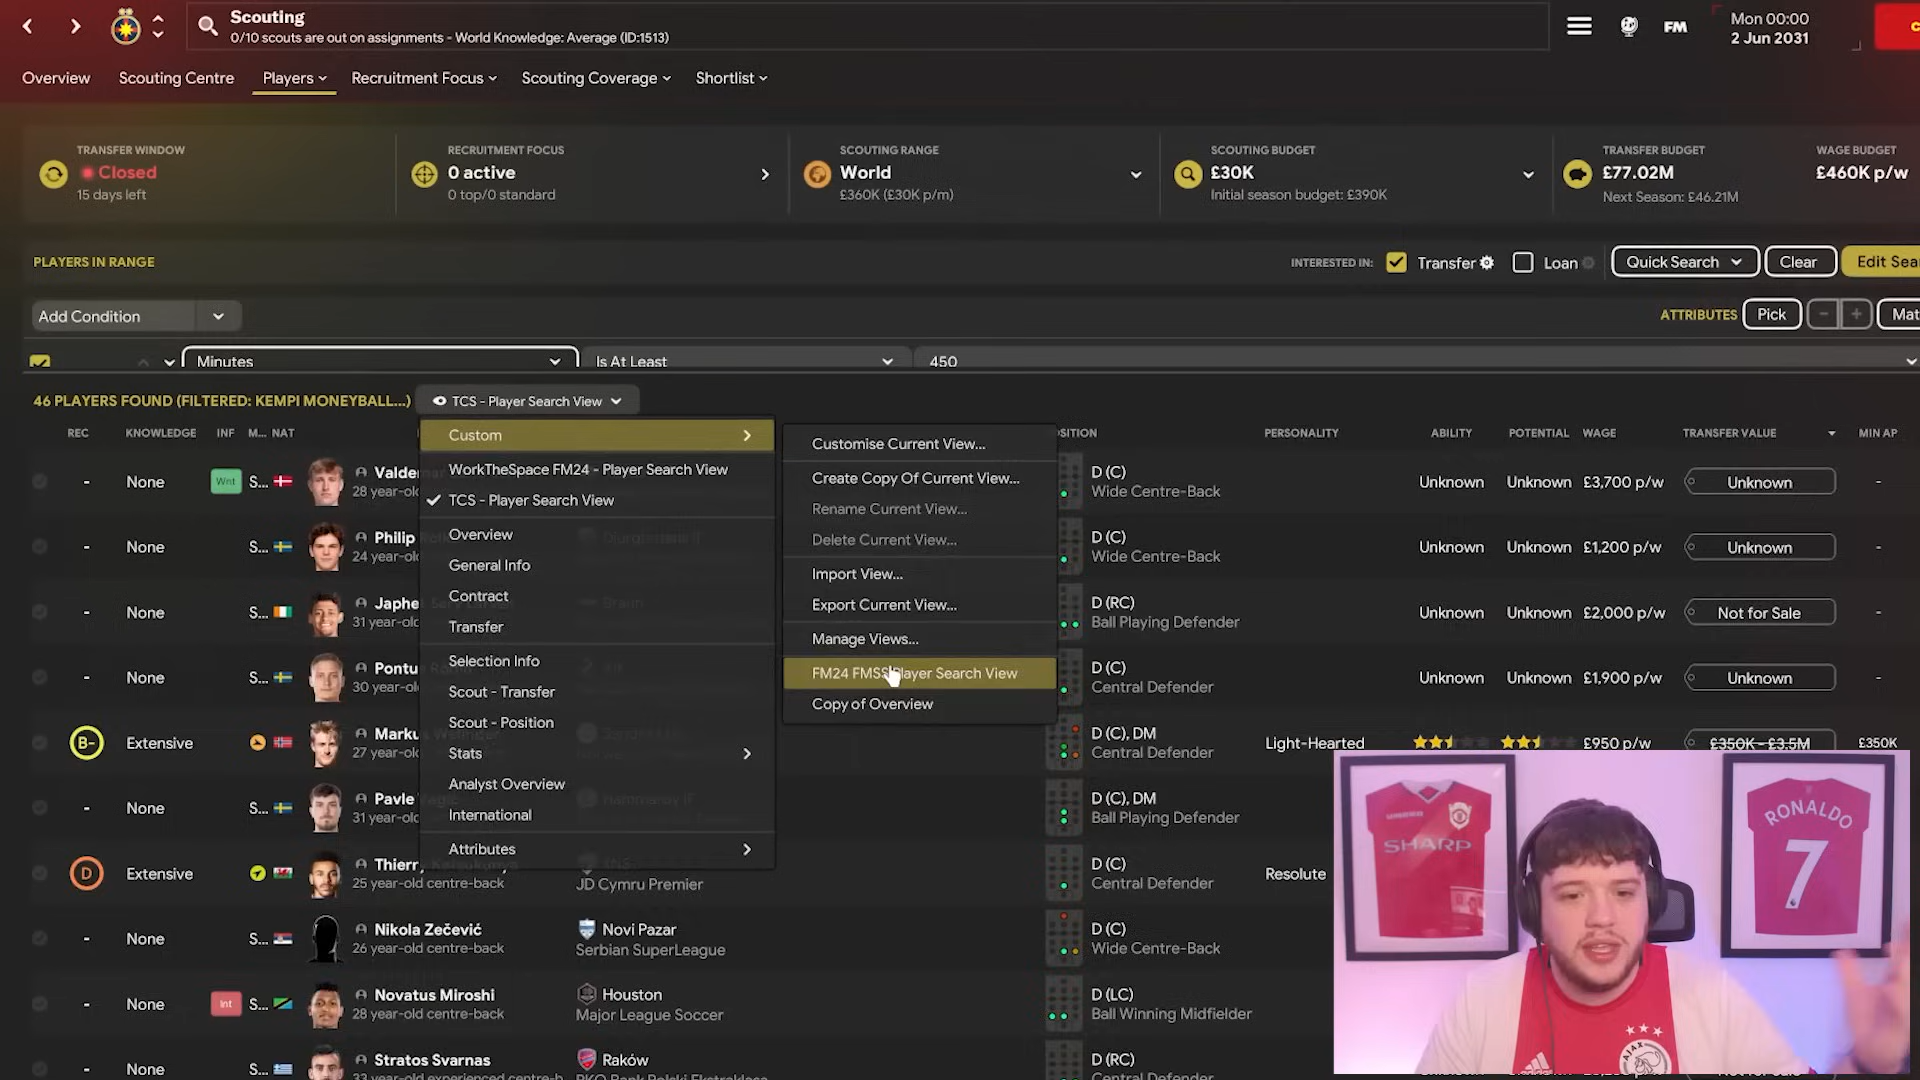 Scouting
0/10 scouts are out on assignments - World Knowledge: Average (ID:1513)
FM
Mon 00:00
2 Jun 2031
Overview
Scouting Centre
Players
Recruitment Focus
Scouting Coverage
Shortlist
TRANSFER WINDOW
Closed
15 days left
RECRUITMENT FOCUS
0 active
0 top/0 standard
SCOUTING RANGE
World
£360K (£30K p/m)
SCOUTING BUDGET
£30K
Initial season budget: £390K
TRANSFER BUDGET
£77.02M
Next Season: £46.21M
WAGE BUDGET
£460K p/w
PLAYERS IN RANGE
INTERESTED IN:
Transfer
Loan
Quick Search
Clear
Edit Sea
Add Condition
ATTRIBUTES
Pick
- +
Mat
Minutes
Is At Least
450
46 PLAYERS FOUND (FILTERED: KEMPI MONEYBALL...)
TCS - Player Search View
REC KNOWLEDGE INF M... NAT
OSITION PERSONALITY ABILITY POTENTIAL WAGE TRANSFER VALUE MIN AP
Custom
WorkTheSpace FM24 - Player Search View
TCS - Player Search View
Overview
General Info
Contract
Transfer
Selection Info
Scout - Transfer
Scout - Position
Stats
Analyst Overview
International
Attributes
Customise Current View...
Create Copy Of Current View...
Rename Current View...
Delete Current View...
Import View...
Export Current View...
Manage Views...
FM24 FMSS Player Search View
Copy of Overview
- None Wnt S... Valde
28 year-old
D (C)
Wide Centre-Back
Unknown Unknown £3,700 p/w Unknown -
- None S... Philip
24 year-old
D (C)
Wide Centre-Back
Unknown Unknown £1,200 p/w Unknown -
- None S... Japhe
31 year-old
D (RC)
Ball Playing Defender
Unknown Unknown £2,000 p/w Not for Sale -
- None S... Pontu
30 year-old
D (C)
Central Defender
Unknown Unknown £1,900 p/w Unknown -
B- Extensive Marku
27 year-old
D (C), DM
Central Defender
Light-Hearted £950 p/w £350K - £3.5M £350K
- None S... Pavle
31 year-old
D (C), DM
Ball Playing Defender
D Extensive Thierr
25 year-old centre-back
JD Cymru Premier
D (C)
Central Defender
Resolute
- None S... Nikola Zečević
26 year-old centre-back
Novi Pazar
Serbian SuperLeague
D (C)
Wide Centre-Back
- None Int S... Novatus Miroshi
28 year-old centre-back
Houston
Major League Soccer
D (LC)
Ball Winning Midfielder
- None S... Stratos Svarnas
Raków
D (RC)
SHARP
RONALDO
7
AJAX